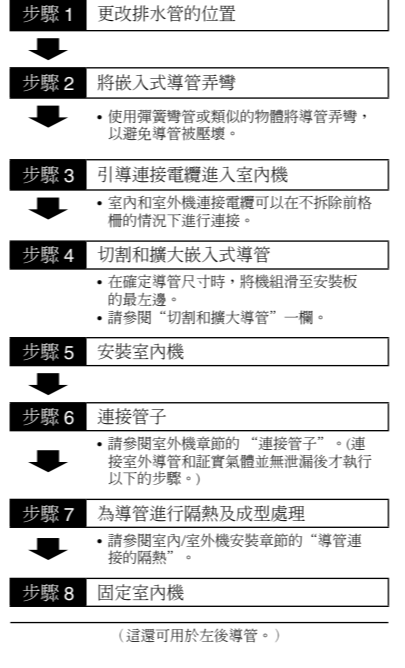 步驟 1 更改排水管的位置
步驟 2 將嵌入式導管弄彎
• 使用彈簧彎管或類似的物體將導管弄彎，
以避免導管被壓壞。
步驟 3 引導連接電纜進入室內機
• 室內和室外機連接電纜可以在不拆除前格
柵的情況下進行連接。
步驟 4 切割和擴大嵌入式導管
• 在確定導管尺寸時，將機組滑至安裝板
的最左邊。
• 請參閱“切割和擴大導管”一欄。
步驟 5 安裝室內機
步驟 6 連接管子
• 請參閱室外機章節的 “連接管子” 。(連
接室外導管和証實氣體並無泄漏後才執行
以下的步驟。)
步驟 7 為導管進行隔熱及成型處理
• 請參閱室內/室外機安裝章節的“導管連
接的隔熱” 。
步驟 8 固定室內機
（這還可用於左後導管。）